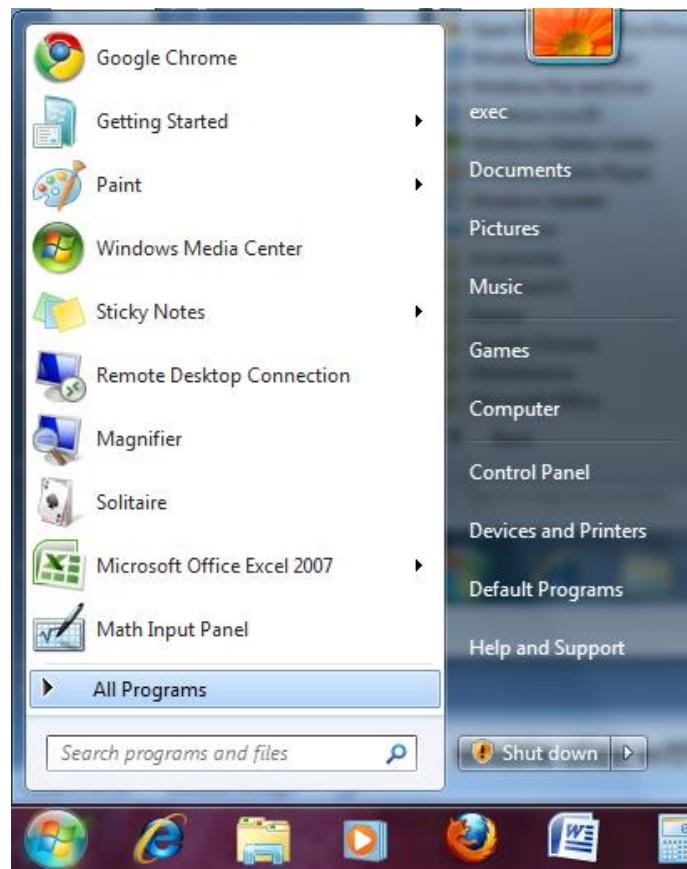 Google Chrome
Getting Started
Paint
Windows Media Center
Sticky Notes
Remote Desktop Connection
Magnifier
Solitaire
Microsoft Office Excel 2007
Math Input Panel
All Programs
Search programs and files
exec
Documents
Pictures
Music
Games
Computer
Control Panel
Devices and Printers
Default Programs
Help and Support
Shut down